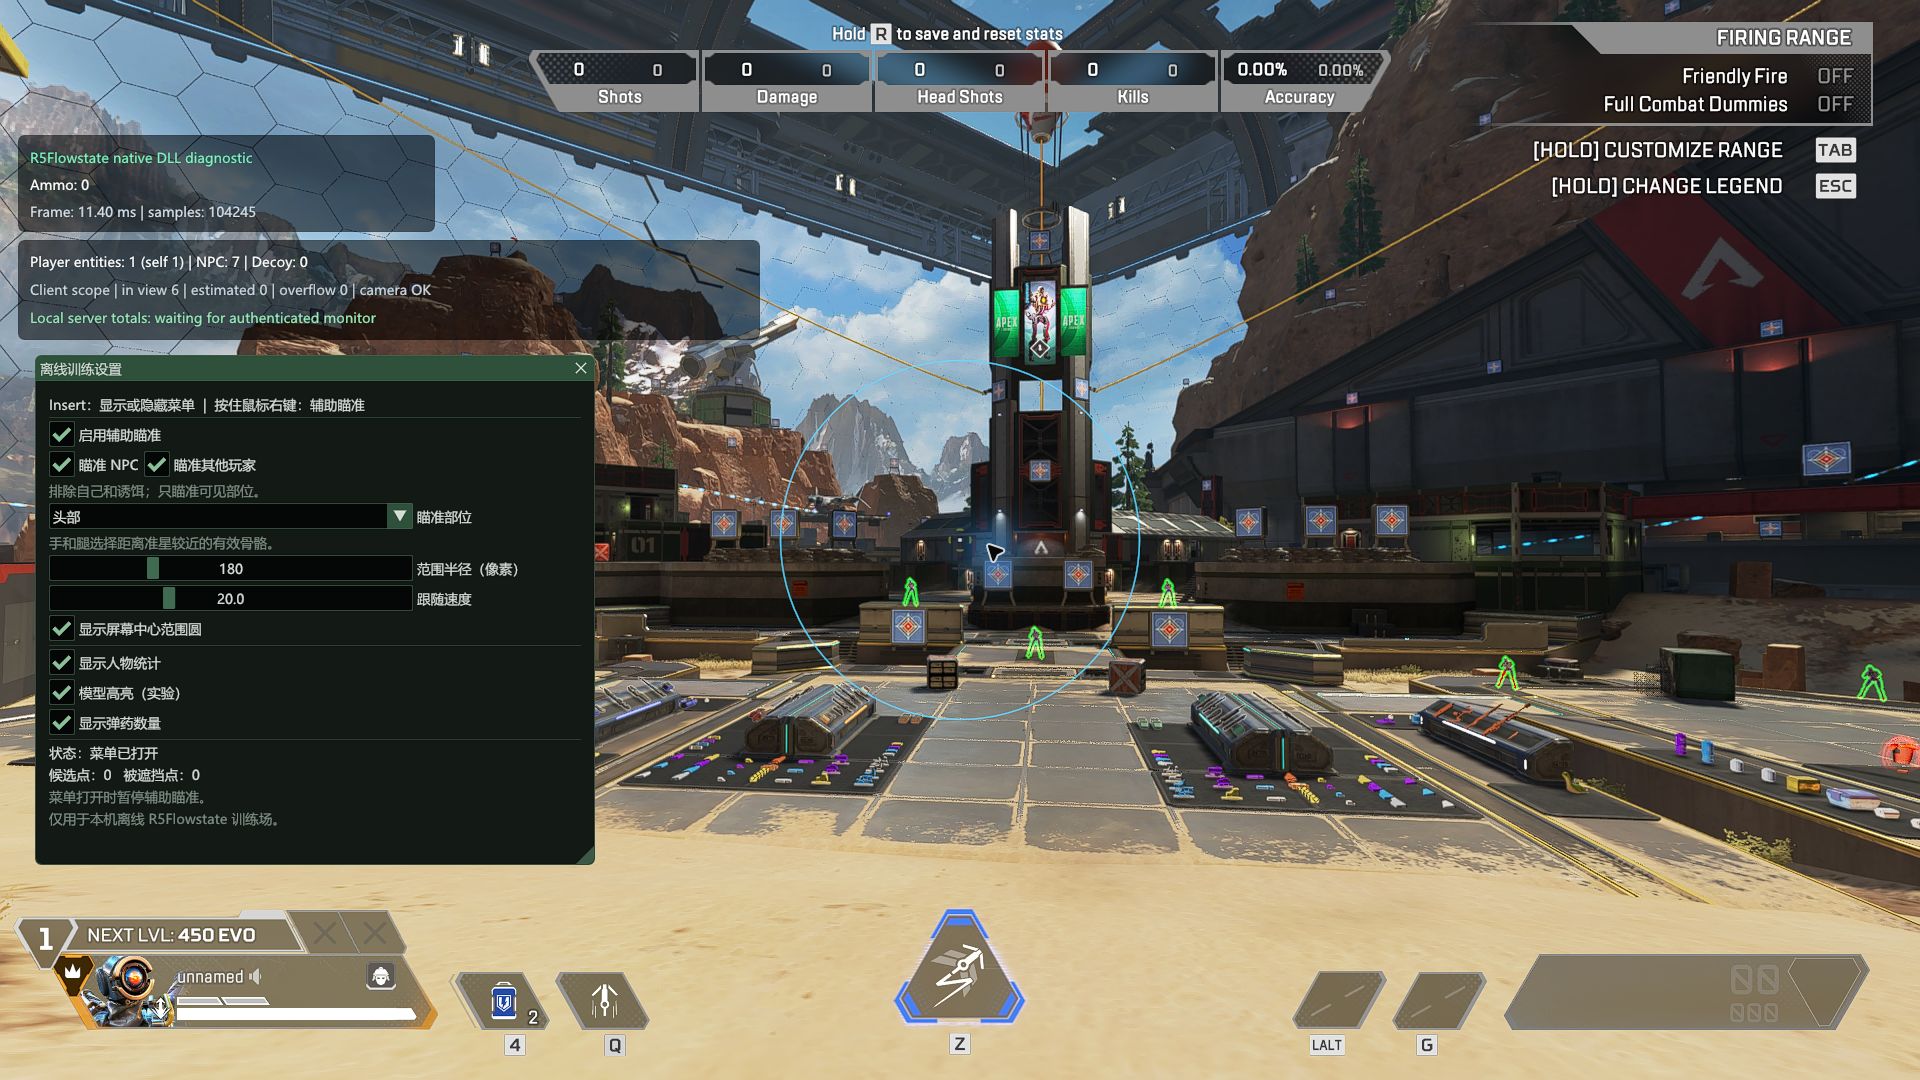 Hold R to save and reset stats
0 0 0 0 0 0 0 0 0.00% 0.00%
Shots Damage Head Shots Kills Accuracy
FIRING RANGE
Friendly Fire OFF
Full Combat Dummies OFF
[HOLD] CUSTOMIZE RANGE TAB
[HOLD] CHANGE LEGEND ESC
R5Flowstate native DLL diagnostic
Ammo: 0
Frame: 11.40 ms | samples: 104245
Player entities: 1 (self 1) | NPC: 7 | Decoy: 0
Client scope | in view 6 | estimated 0 | overflow 0 | camera OK
Local server totals: waiting for authenticated monitor
APEX APEX
离线训练设置
Insert：显示或隐藏菜单 | 按住鼠标右键：辅助瞄准
启用辅助瞄准
瞄准 NPC 瞄准其他玩家
排除自己和诱饵；只瞄准可见部位。
头部 瞄准部位
手和腿选择距离准星较近的有效骨骼。
180 范围半径（像素）
20.0 跟随速度
显示屏幕中心范围圆
显示人物统计
模型高亮（实验）
显示弹药数量
状态：菜单已打开
候选点：0 被遮挡点：0
菜单打开时暂停辅助瞄准。
仅用于本机离线 R5Flowstate 训练场。
01
1 NEXT LVL: 450 EVO
unnamed
2
4 Q Z LALT G
00
000